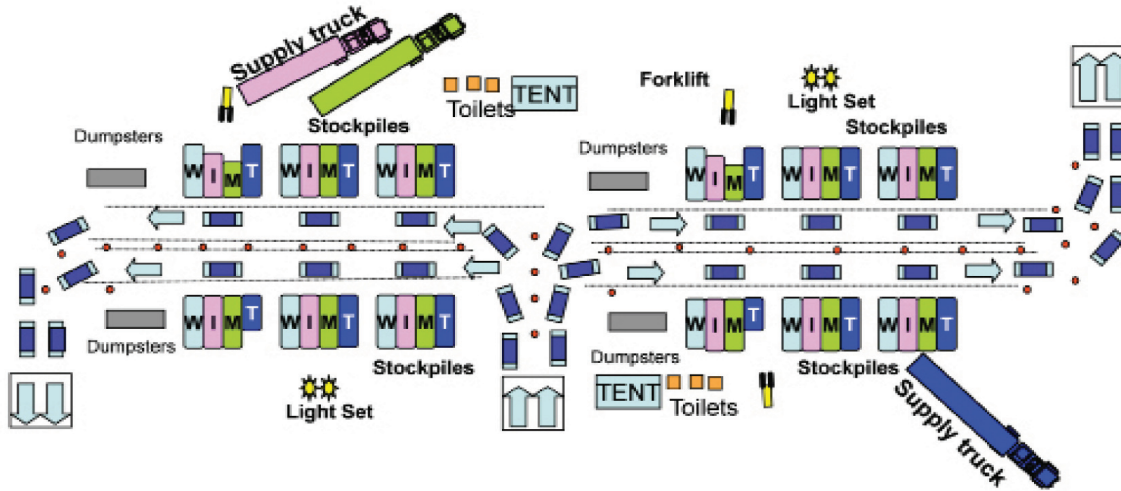 Supply truck
Forklift
Light Set
Toilets
TENT
Dumpsters
Stockpiles
Dumpsters
Stockpiles
W I M T
W I M T
W I M T
W I M T
W I M T
W I M T
W I M T
W I M T
W I M T
W I M T
W I M T
W I M T
Dumpsters
Stockpiles
Light Set
Dumpsters
Stockpiles
TENT
Toilets
Supply truck